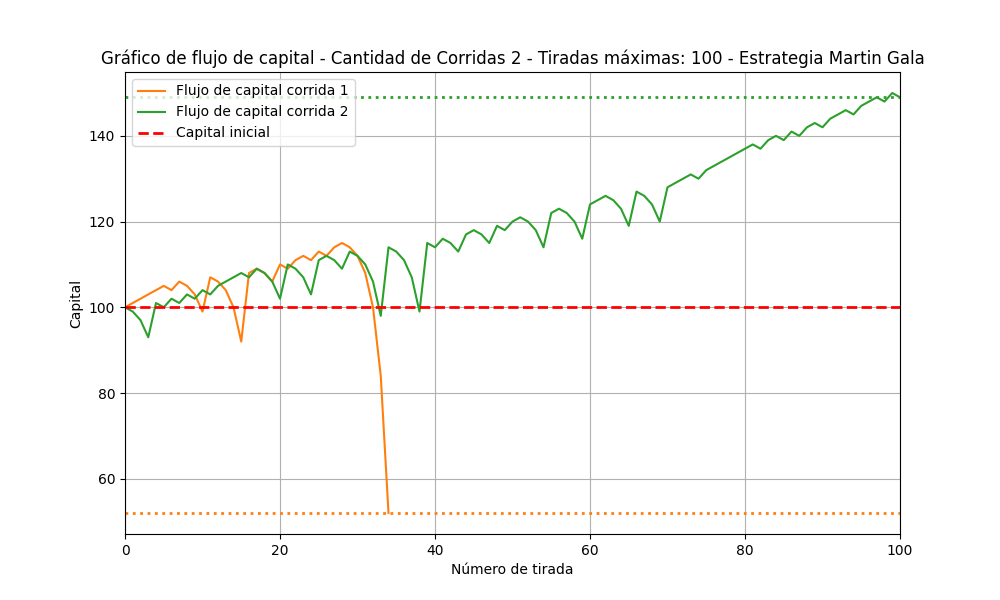 Gráfico de flujo de capital - Cantidad de Corridas 2 - Tiradas máximas: 100 - Estrategia Martin Gala
Flujo de capital corrida 1
Flujo de capital corrida 2
Capital inicial
140
120
100
80
60
Capital
0 20 40 60 80 100
Número de tirada